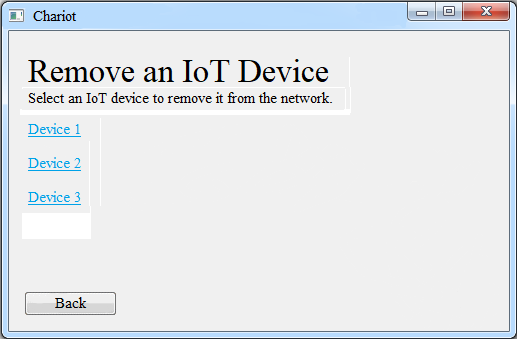 Chariot
Remove an IoT Device
Select an IoT device to remove it from the network.
Device 1
Device 2
Device 3
Back